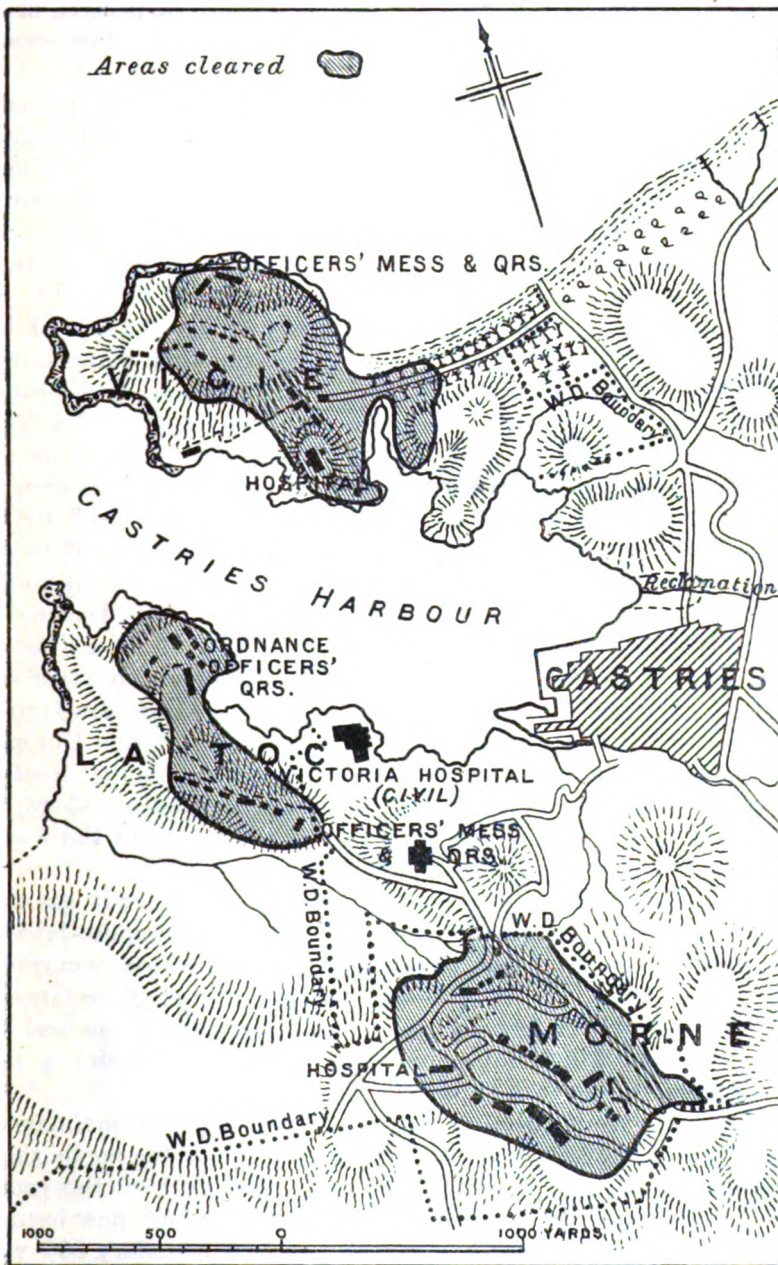 Areas cleared
OFFICERS' MESS & QRS.
VIGIE
W.D. Boundary
HOSPITAL
CASTRIES HARBOUR
Reclamation
ORDNANCE
OFFICERS'
QRS.
CASTRIES
LA TOC
VICTORIA HOSPITAL
(CIVIL)
OFFICERS' MESS
& QRS.
W.D. Boundary
W.D. Boundary
MORNE
HOSPITAL
W.D. Boundary
1000 500 0 1000 YARDS